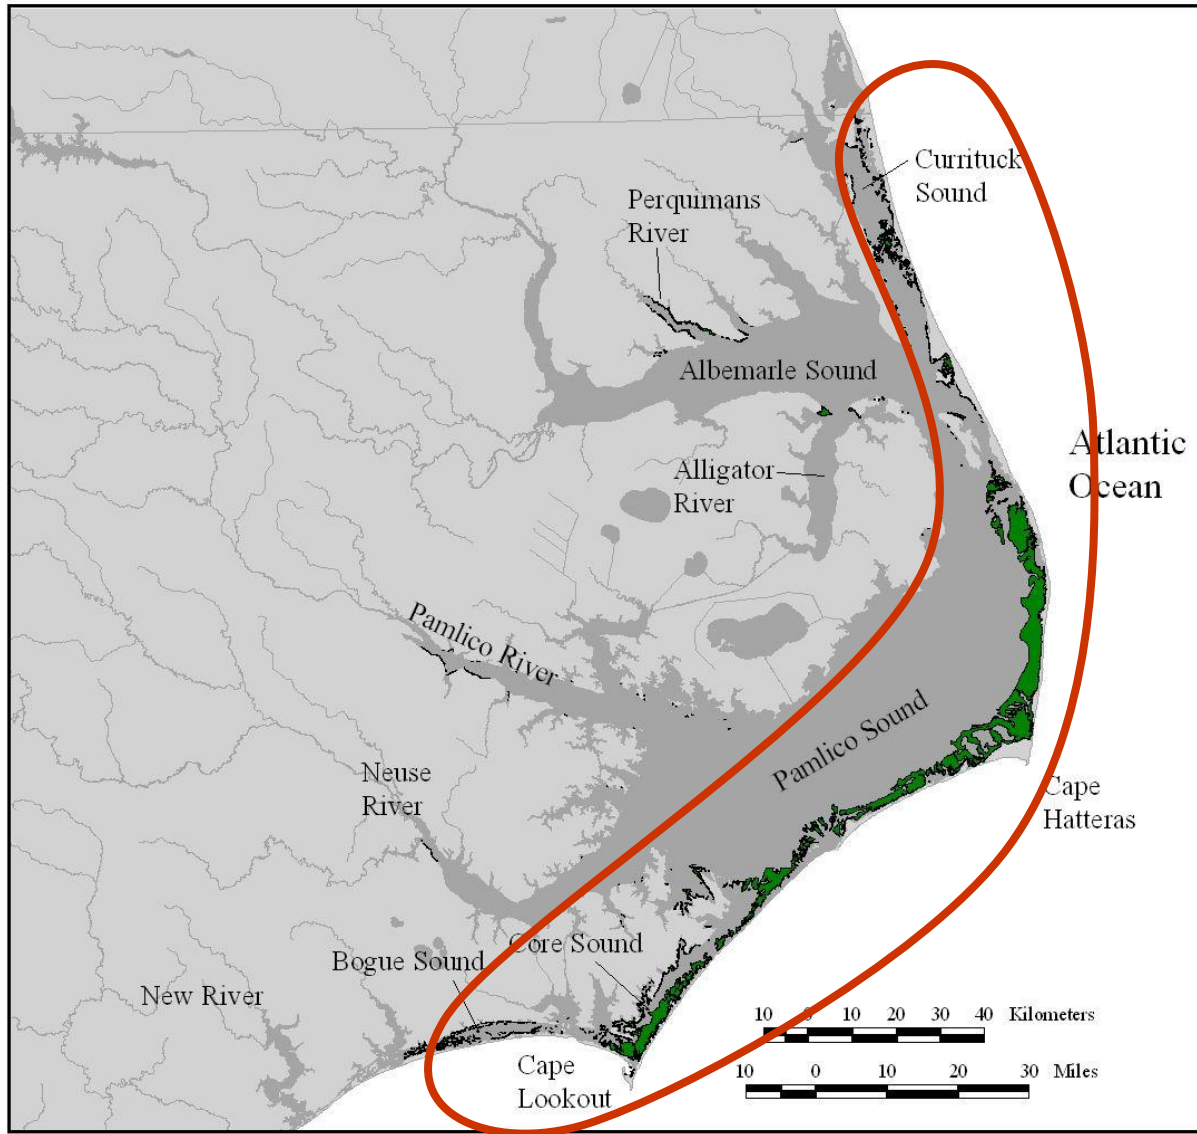 Currituck
Sound
Perquimans
River
Albemarle Sound
Atlantic
Ocean
Alligator
River
Pamlico River
Pamlico Sound
Neuse
River
Cape
Hatteras
Core Sound
Bogue Sound
New River
10 0 10 20 30 40 Kilometers
Cape
Lookout
10 0 10 20 30 Miles